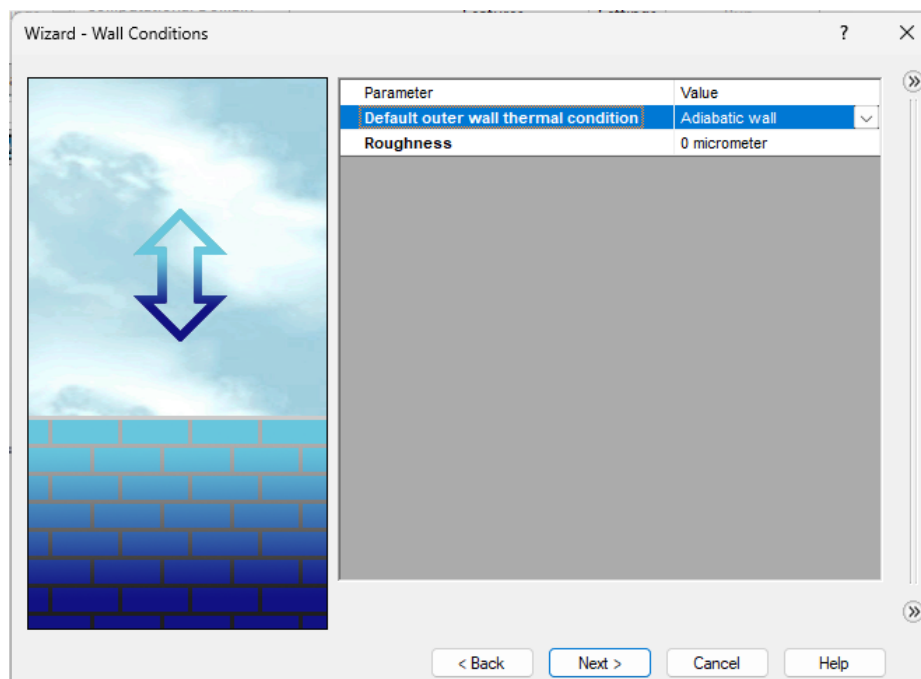 Wizard - Wall Conditions ?
Parameter Value
Default outer wall thermal condition Adiabatic wall
Roughness 0 micrometer
< Back Next > Cancel Help